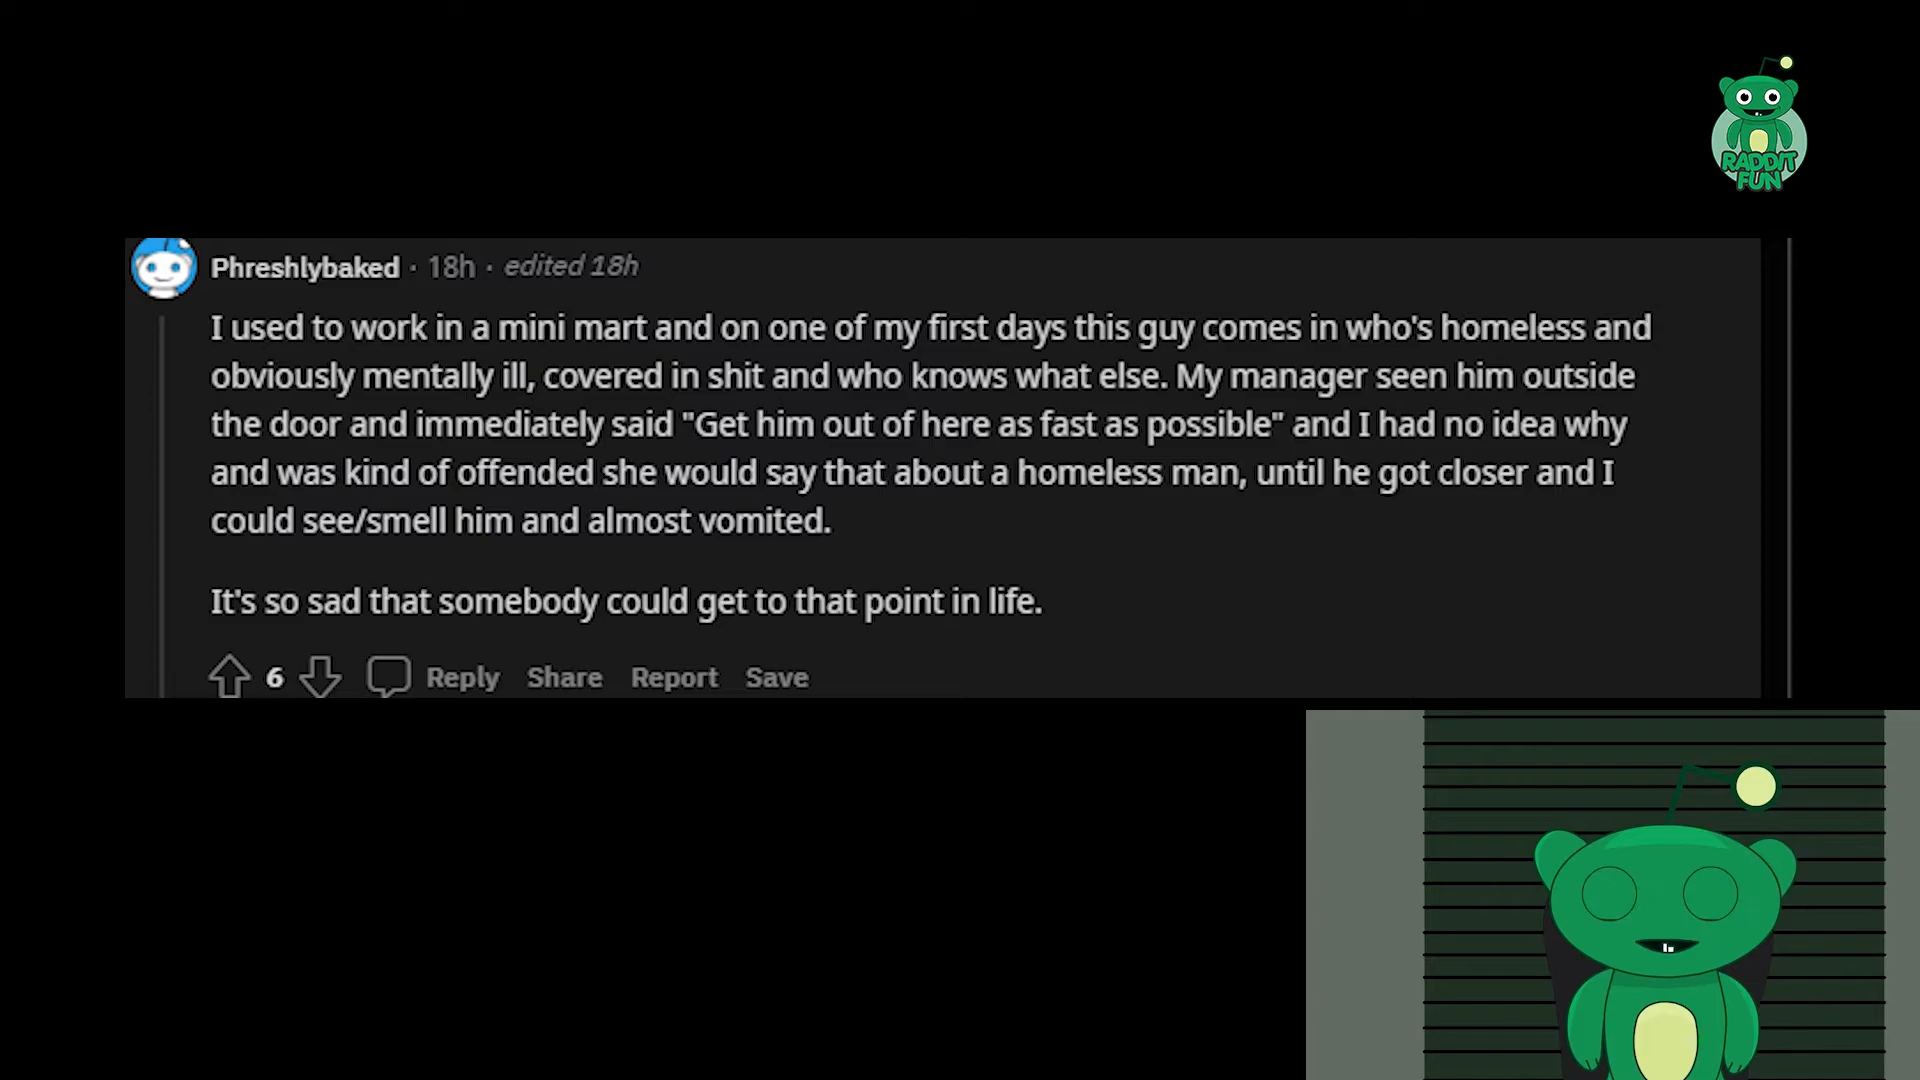 RADDIT
FUN
Phreshlybaked · 18h · edited 18h
I used to work in a mini mart and on one of my first days this guy comes in who's homeless and
obviously mentally ill, covered in shit and who knows what else. My manager seen him outside
the door and immediately said "Get him out of here as fast as possible" and I had no idea why
and was kind of offended she would say that about a homeless man, until he got closer and I
could see/smell him and almost vomited.
It's so sad that somebody could get to that point in life.
6 Reply Share Report Save